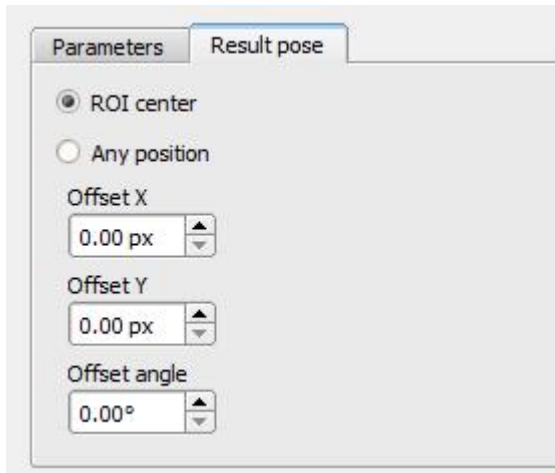 Parameters Result pose
ROI center
Any position
Offset X
0.00 px
Offset Y
0.00 px
Offset angle
0.00°